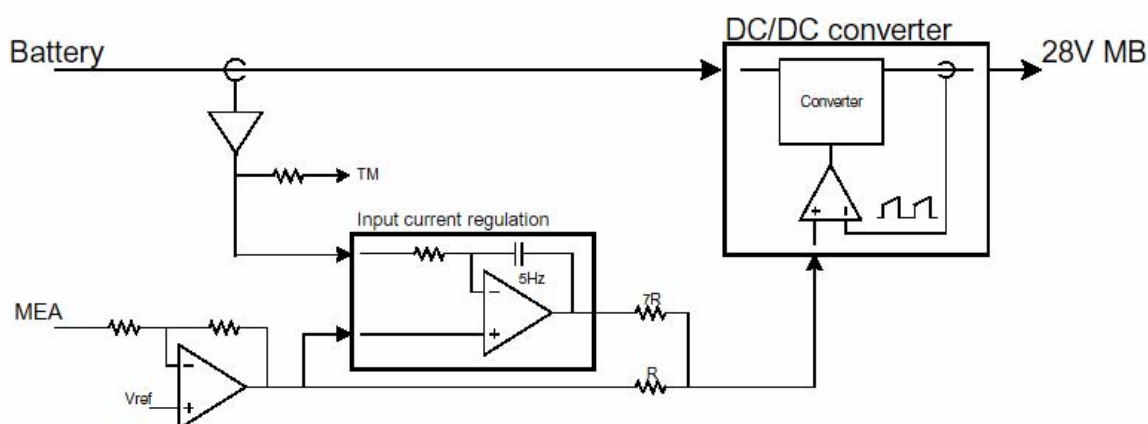 DC/DC converter
Battery
28V MB
Converter
TM
Input current regulation
5Hz
MEA
7R
R
Vref